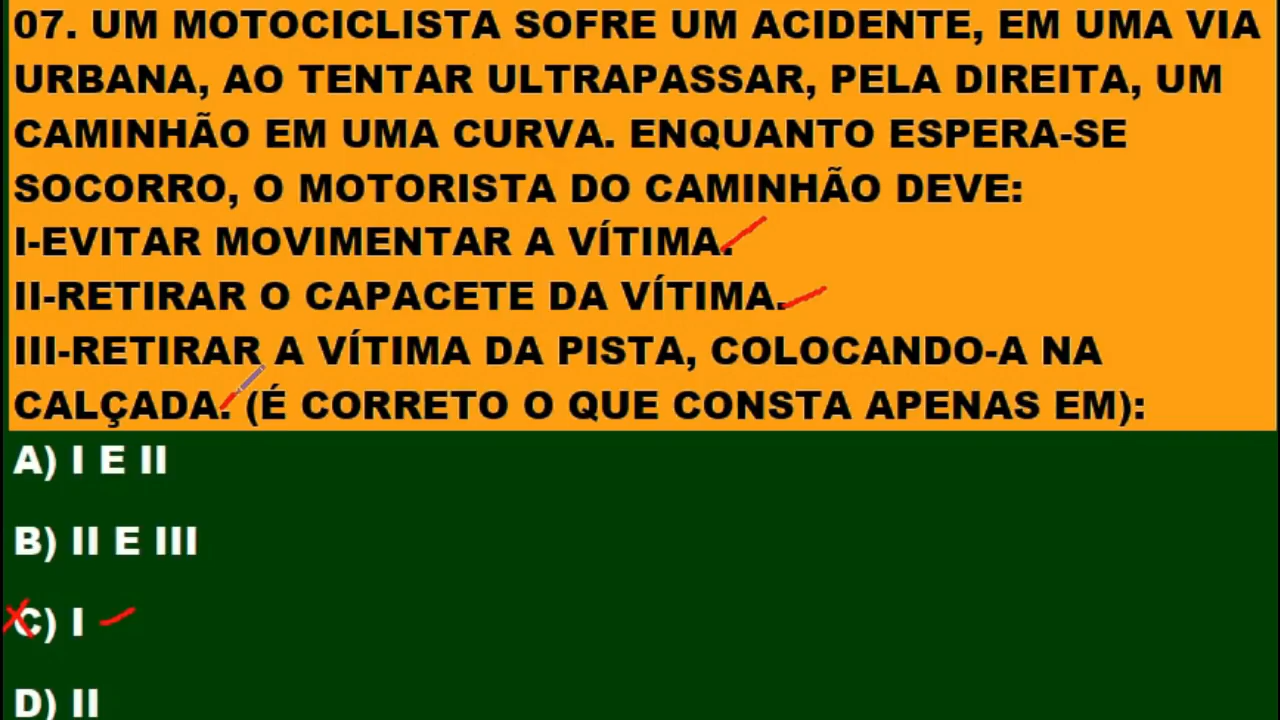 07. UM MOTOCICLISTA SOFRE UM ACIDENTE, EM UMA VIA
URBANA, AO TENTAR ULTRAPASSAR, PELA DIREITA, UM
CAMINHÃO EM UMA CURVA. ENQUANTO ESPERA-SE
SOCORRO, O MOTORISTA DO CAMINHÃO DEVE:
I-EVITAR MOVIMENTAR A VÍTIMA.
II-RETIRAR O CAPACETE DA VÍTIMA.
III-RETIRAR A VÍTIMA DA PISTA, COLOCANDO-A NA
CALÇADA. (É CORRETO O QUE CONSTA APENAS EM):
A) I E II
B) II E III
C) I
D) II